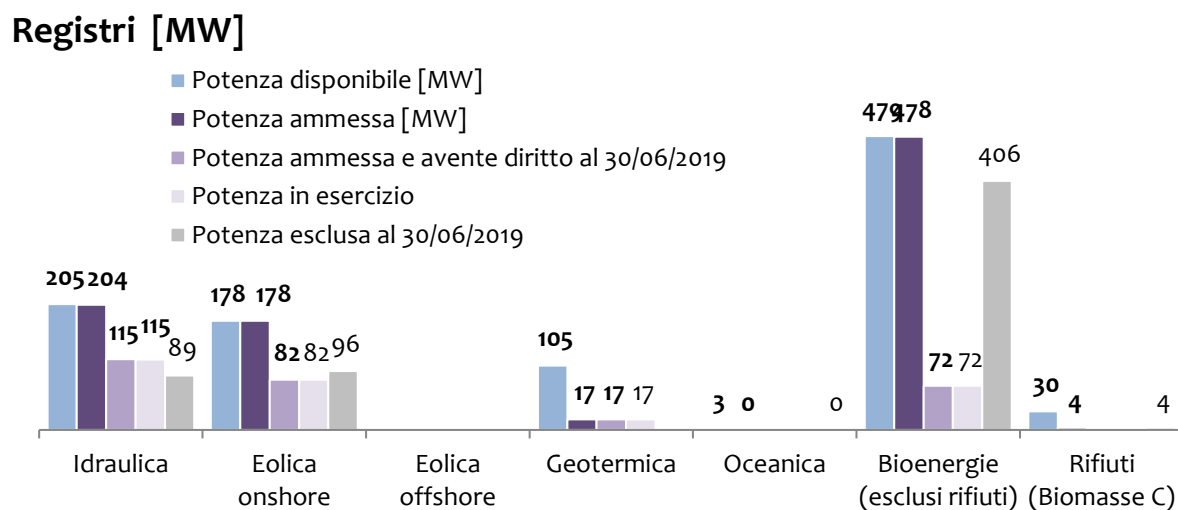 Registri [MW]
Potenza disponibile [MW]
Potenza ammessa [MW]
Potenza ammessa e avente diritto al 30/06/2019
Potenza in esercizio
Potenza esclusa al 30/06/2019
205 204 115 115 89
178 178 82 82 96
105 17 17 17
3 0 0
479 478 72 72 406
30 4 4
Idraulica
Eolica
onshore
Eolica
offshore
Geotermica
Oceanica
Bioenergie
(esclusi rifiuti)
Rifiuti
(Biomasse C)